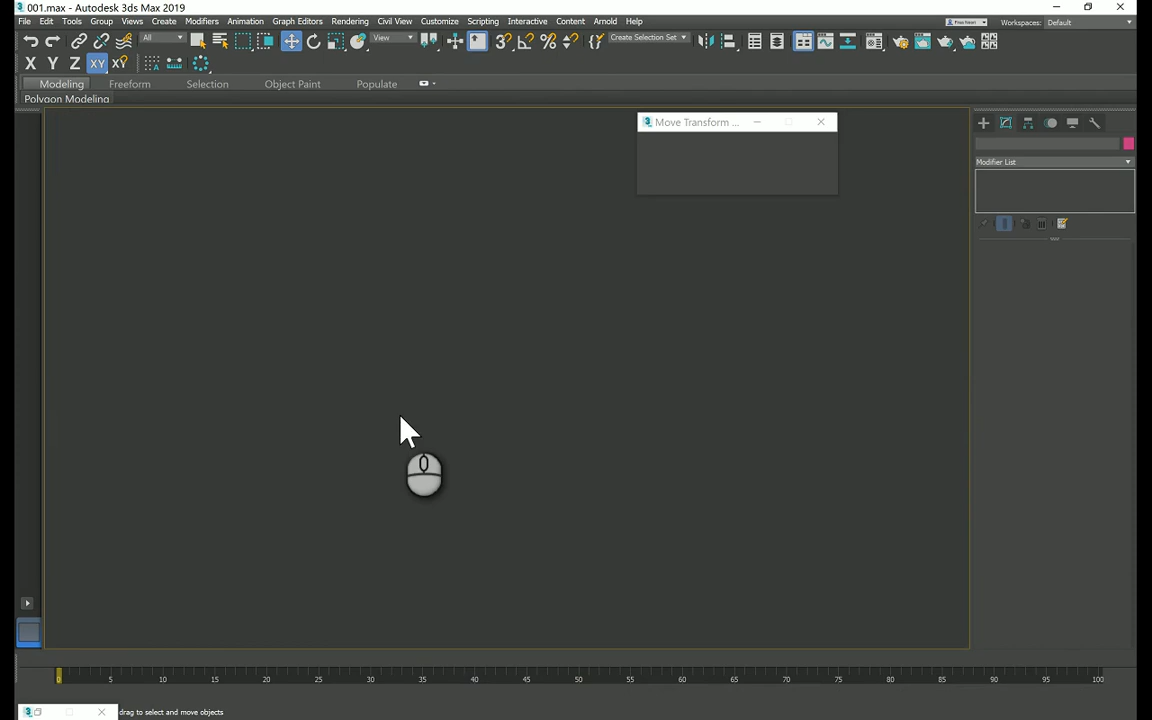 001.max - Autodesk 3ds Max 2019
File Edit Tools Group Views Create Modifiers Animation Graph Editors Rendering Civil View Customize Scripting Interactive Content Arnold Help
Workspaces: Default
All
View
Create Selection Set
X Y Z XY XY
Modeling Freeform Selection Object Paint Populate
Polygon Modeling
Move Transform ...
Modifier List
0 5 10 15 20 25 30 35 40 45 50 55 60 65 70 75 80 85 90 95 100
drag to select and move objects